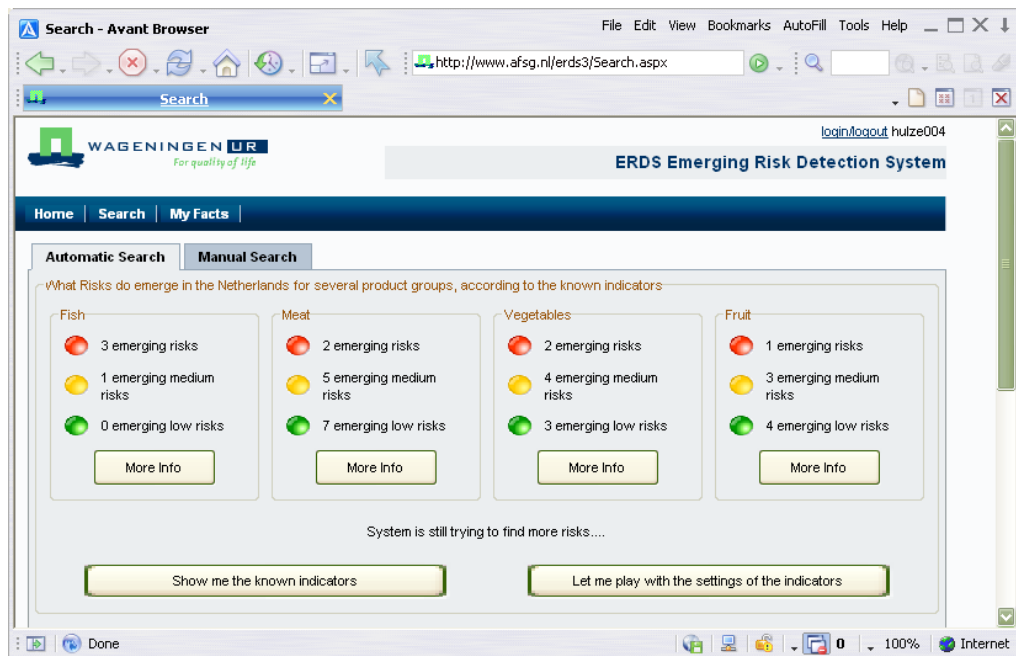 Search - Avant Browser
File Edit View Bookmarks AutoFill Tools Help
http://www.afsg.nl/erds3/Search.aspx
Search
WAGENINGEN UR
For quality of life
login/logout hulze004
ERDS Emerging Risk Detection System
Home Search My Facts
Automatic Search Manual Search
What Risks do emerge in the Netherlands for several product groups, according to the known indicators
Fish
3 emerging risks
1 emerging medium
risks
0 emerging low risks
More Info
Meat
2 emerging risks
5 emerging medium
risks
7 emerging low risks
More Info
Vegetables
2 emerging risks
4 emerging medium
risks
3 emerging low risks
More Info
Fruit
1 emerging risks
3 emerging medium
risks
4 emerging low risks
More Info
System is still trying to find more risks....
Show me the known indicators
Let me play with the settings of the indicators
Done
0 100% Internet